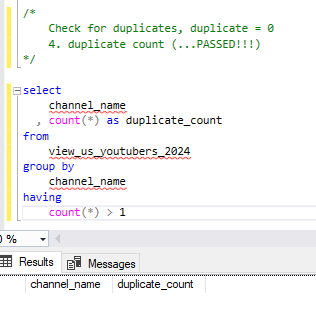 /*
Check for duplicates, duplicate = 0
4. duplicate count (...PASSED!!!)
*/
select
channel_name
, count(*) as duplicate_count
from
view_us_youtubers_2024
group by
channel_name
having
count(*) > 1
0 %
Results Messages
channel_name duplicate_count